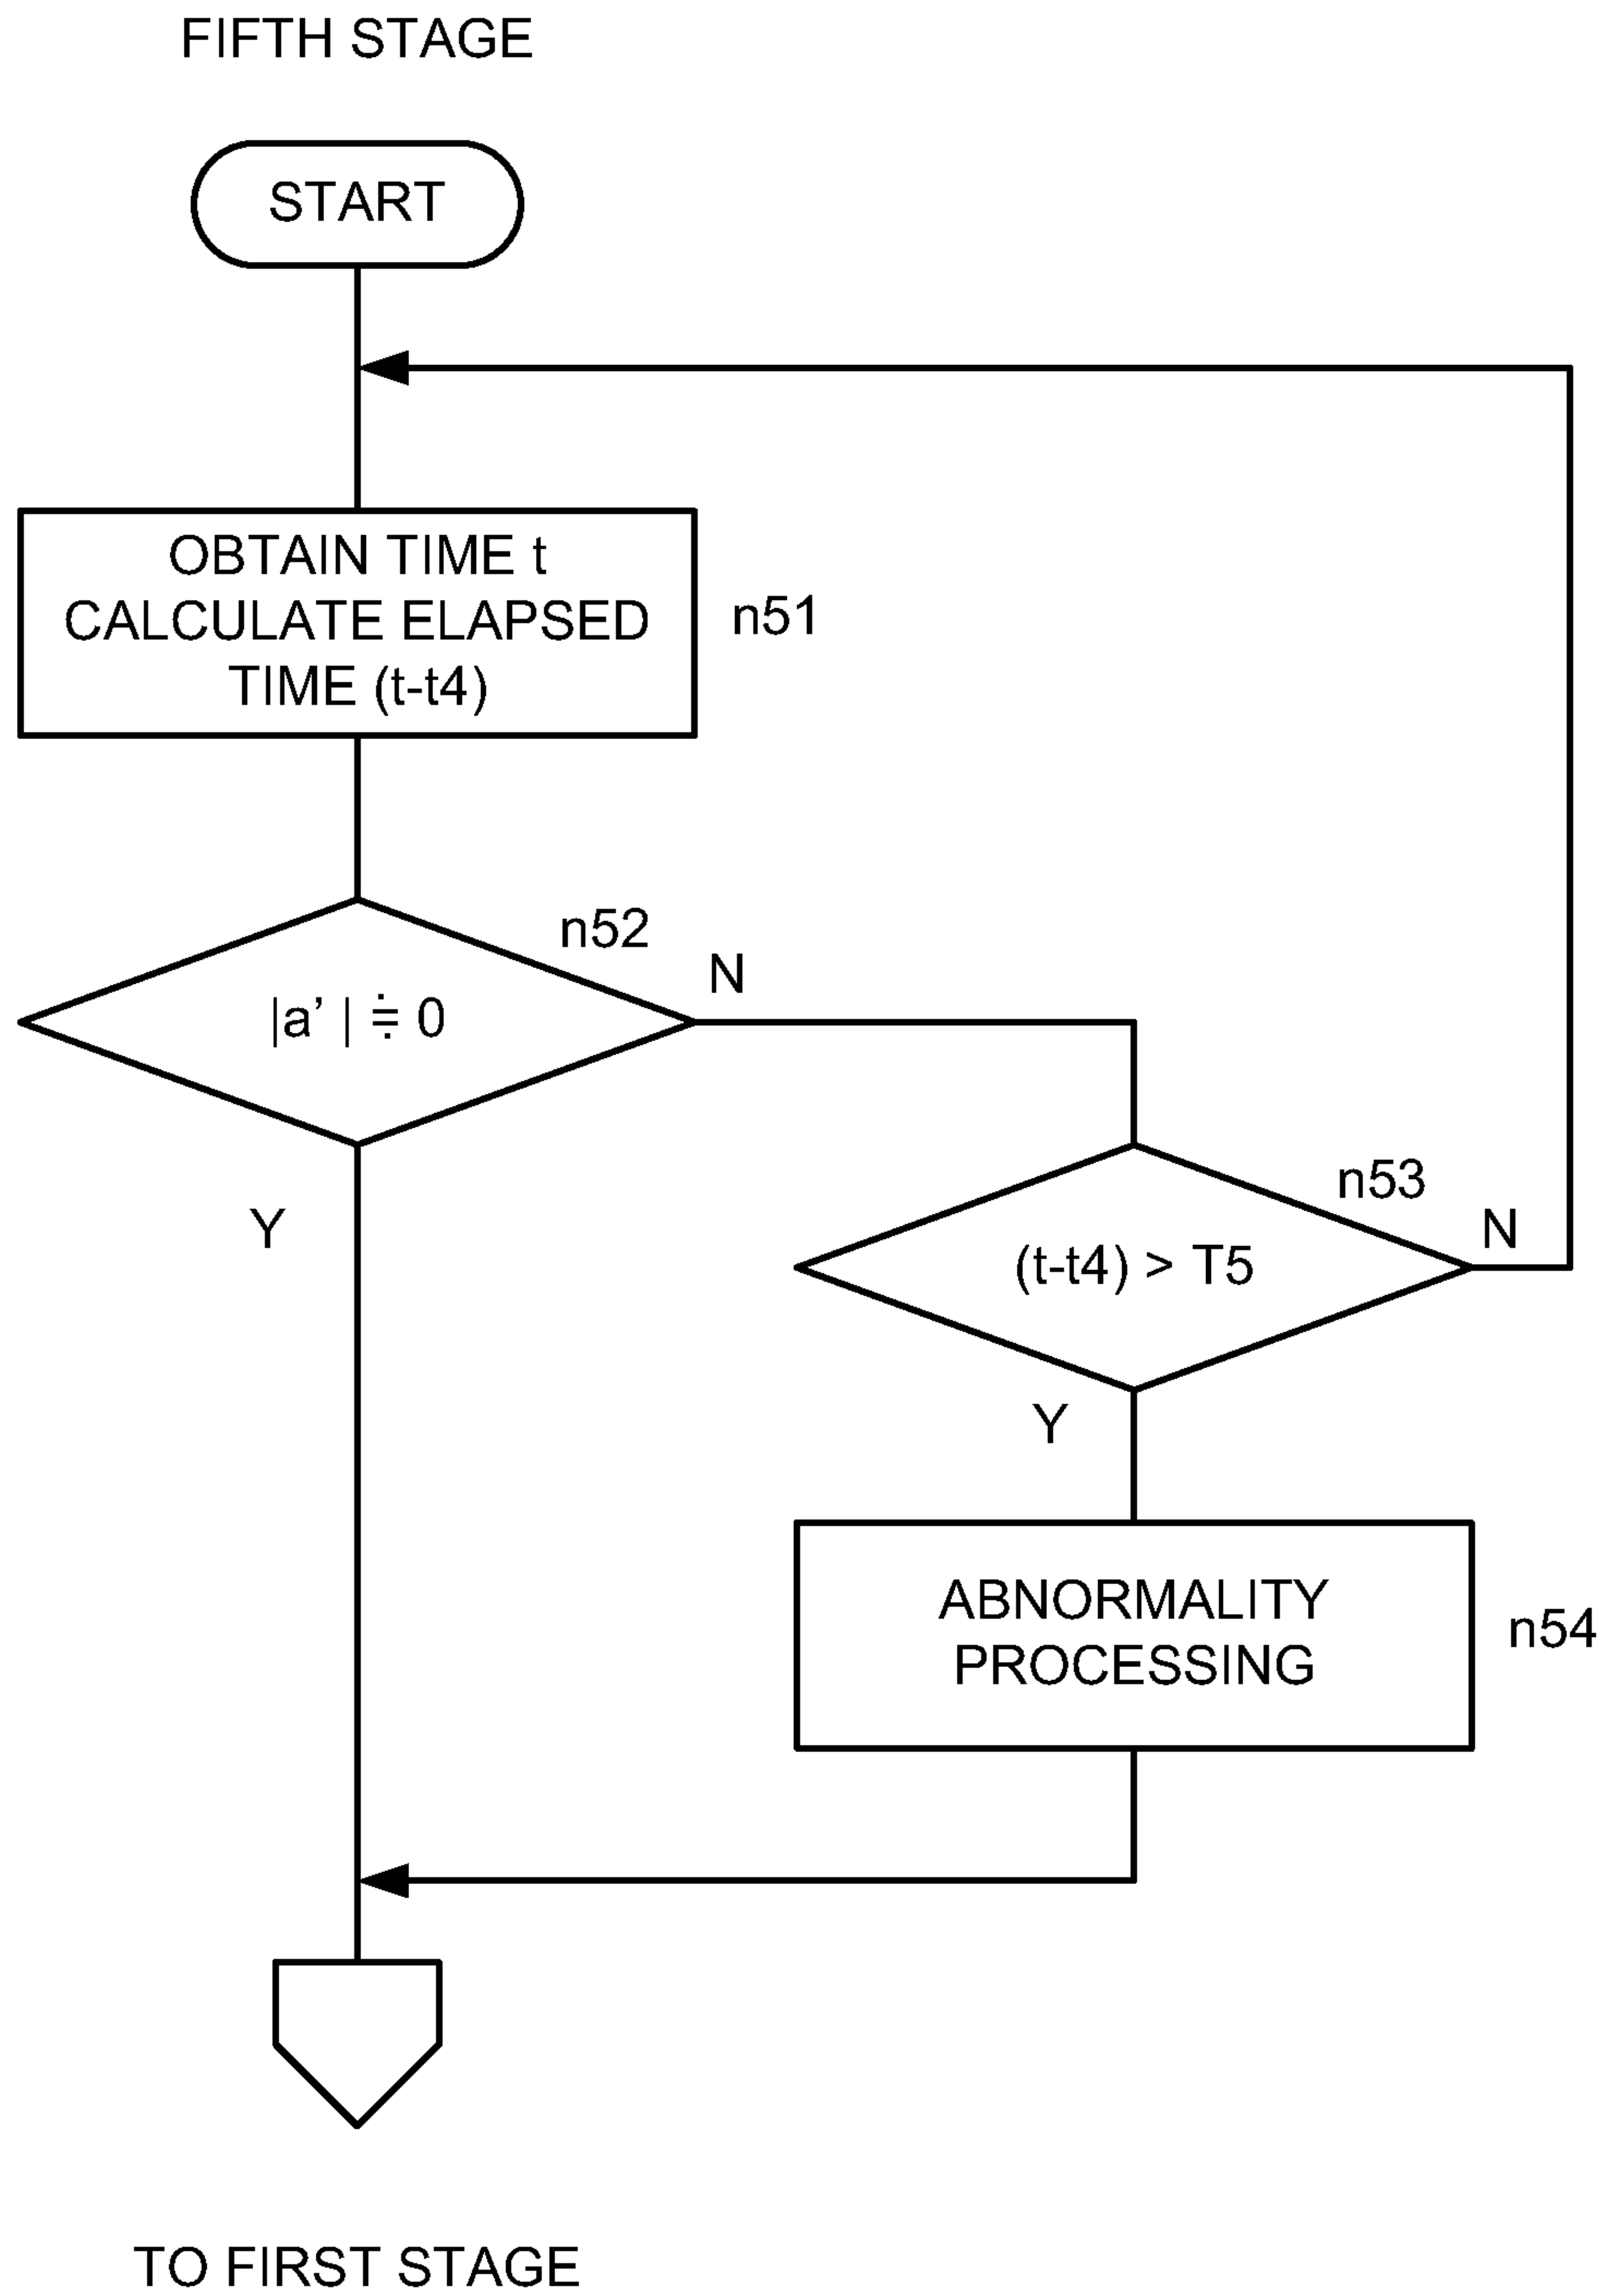 FIFTH STAGE
START
OBTAIN TIME t
CALCULATE ELAPSED
TIME (t-t4)
n51
n52
N
|a’ | ≒ 0
Y
n53
N
(t-t4) > T5
Y
ABNORMALITY
PROCESSING
n54
TO FIRST STAGE